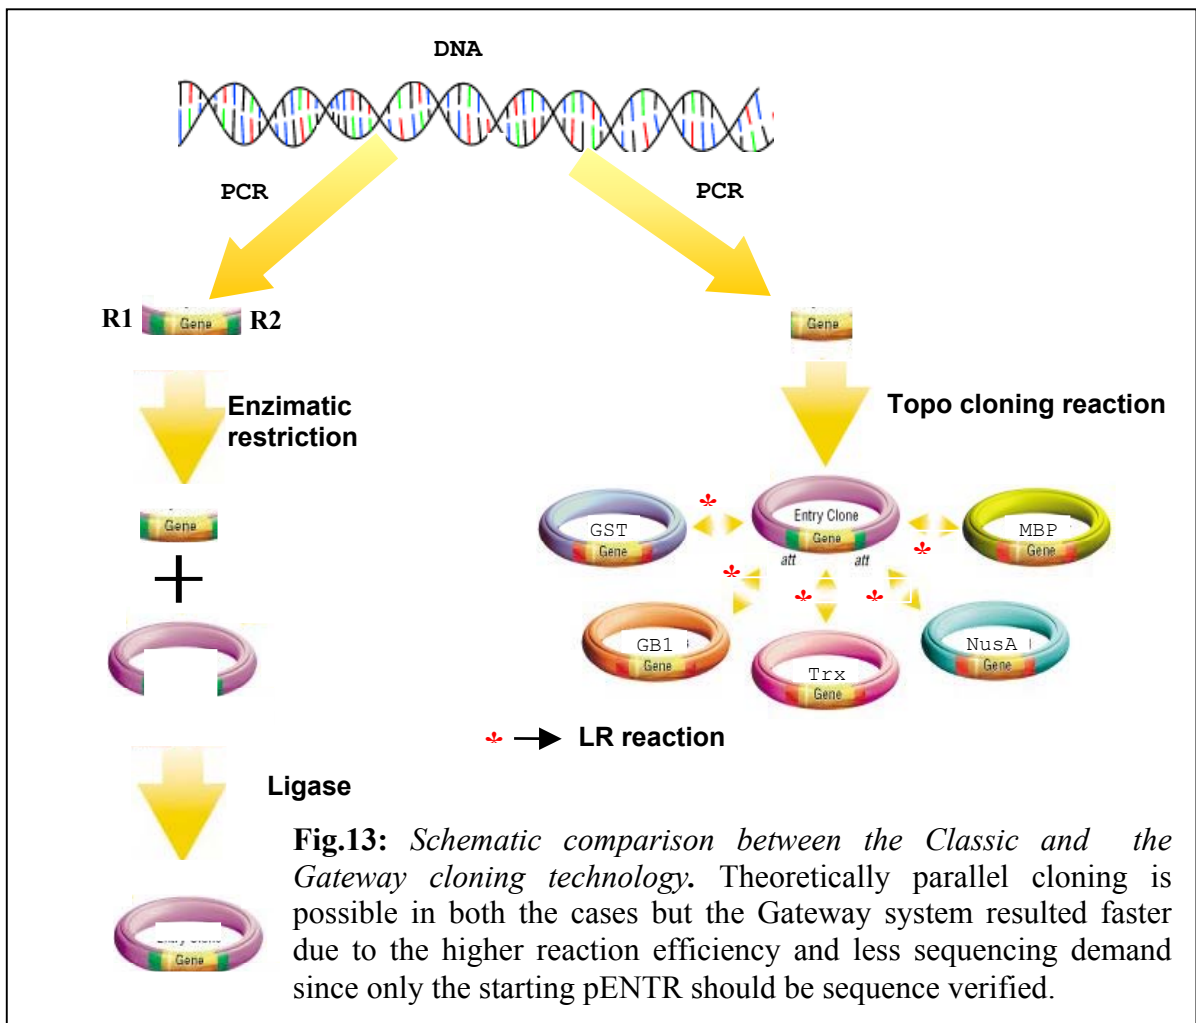 DNA
PCR
PCR
R1
Gene
R2
Gene
Enzimatic
restriction
Topo cloning reaction
Gene
GST
Gene
Entry Clone
Gene
att
att
MBP
Gene
GB1
Gene
Trx
Gene
NusA
Gene
LR reaction
Ligase
Gene
Fig.13: Schematic comparison between the Classic and the
Gateway cloning technology. Theoretically parallel cloning is
possible in both the cases but the Gateway system resulted faster
due to the higher reaction efficiency and less sequencing demand
since only the starting pENTR should be sequence verified.